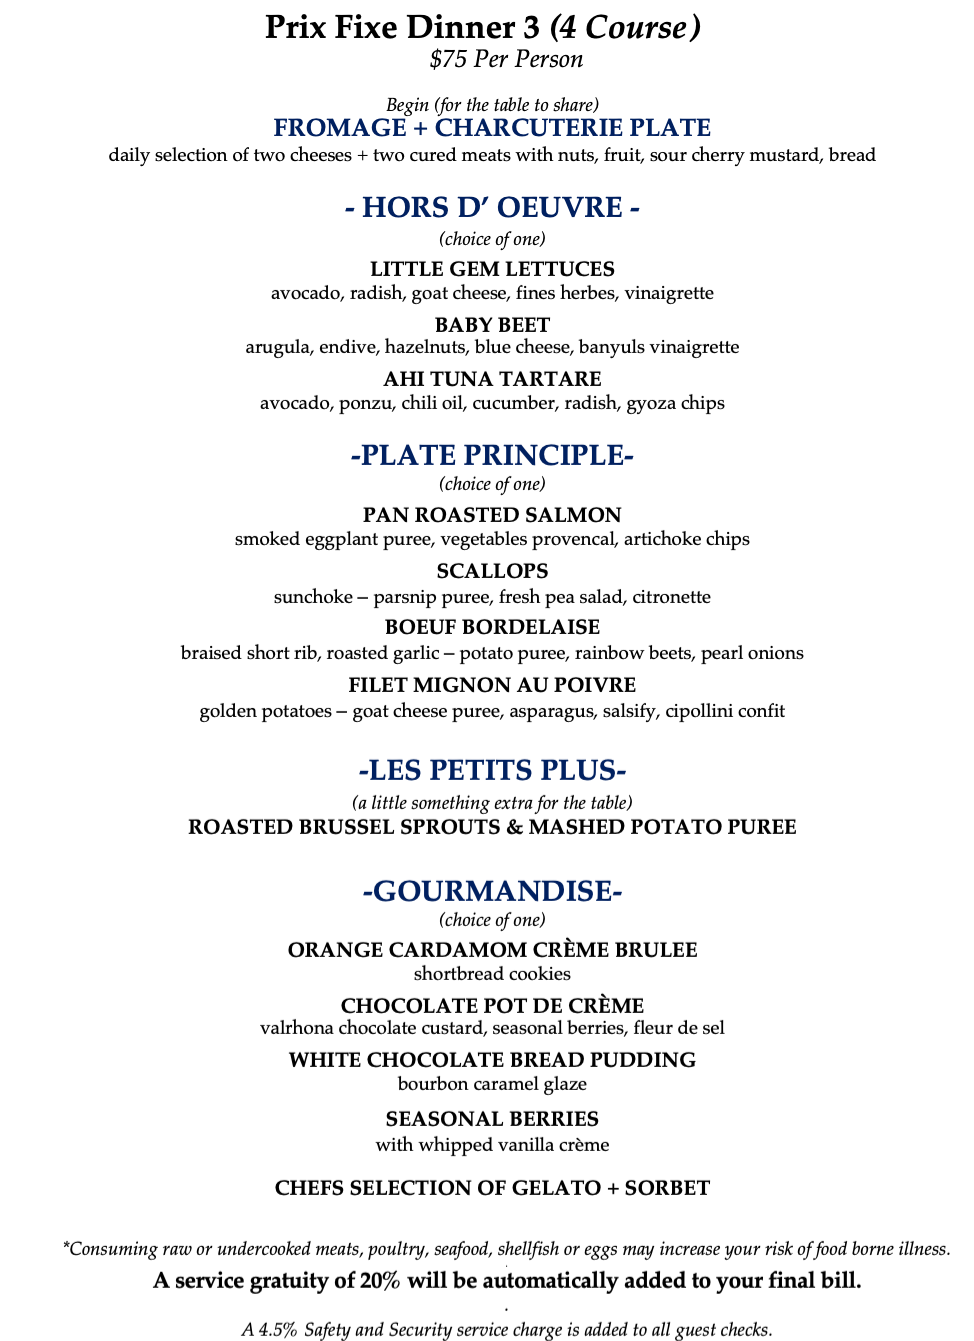 Prix Fixe Dinner 3 (4 Course)
$75 Per Person
Begin (for the table to share)
FROMAGE + CHARCUTERIE PLATE
daily selection of two cheeses + two cured meats with nuts, fruit, sour cherry mustard, bread
- HORS D’ OEUVRE -
(choice of one)
LITTLE GEM LETTUCES
avocado, radish, goat cheese, fines herbes, vinaigrette
BABY BEET
arugula, endive, hazelnuts, blue cheese, banyuls vinaigrette
AHI TUNA TARTARE
avocado, ponzu, chili oil, cucumber, radish, gyoza chips
-PLATE PRINCIPLE-
(choice of one)
PAN ROASTED SALMON
smoked eggplant puree, vegetables provencal, artichoke chips
SCALLOPS
sunchoke – parsnip puree, fresh pea salad, citronette
BOEUF BORDELAISE
braised short rib, roasted garlic – potato puree, rainbow beets, pearl onions
FILET MIGNON AU POIVRE
golden potatoes – goat cheese puree, asparagus, salsify, cipollini confit
-LES PETITS PLUS-
(a little something extra for the table)
ROASTED BRUSSEL SPROUTS & MASHED POTATO PUREE
-GOURMANDISE-
(choice of one)
ORANGE CARDAMOM CRÈME BRULEE
shortbread cookies
CHOCOLATE POT DE CRÈME
valrhona chocolate custard, seasonal berries, fleur de sel
WHITE CHOCOLATE BREAD PUDDING
bourbon caramel glaze
SEASONAL BERRIES
with whipped vanilla crème
CHEFS SELECTION OF GELATO + SORBET
*Consuming raw or undercooked meats, poultry, seafood, shellfish or eggs may increase your risk of food borne illness.
.
A service gratuity of 20% will be automatically added to your final bill.
.
A 4.5% Safety and Security service charge is added to all guest checks.